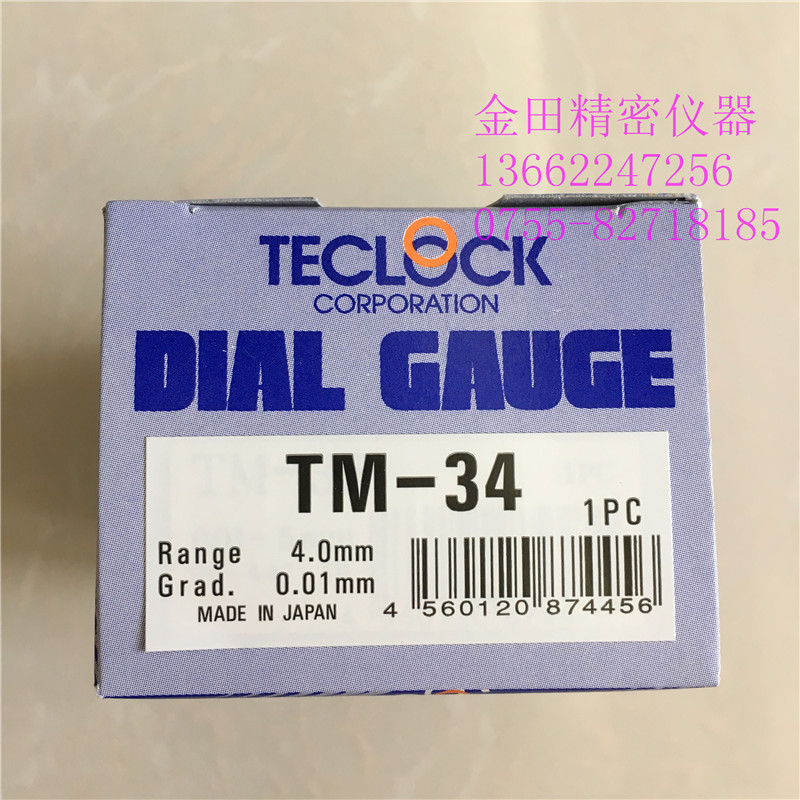 金田精密仪器
13662247256
0755-82718185
TECLOCK
CORPORATION
DIAL GAUGE
TM-34
1PC
Range 4.0mm
Grad. 0.01mm
MADE IN JAPAN
4 560120 874456